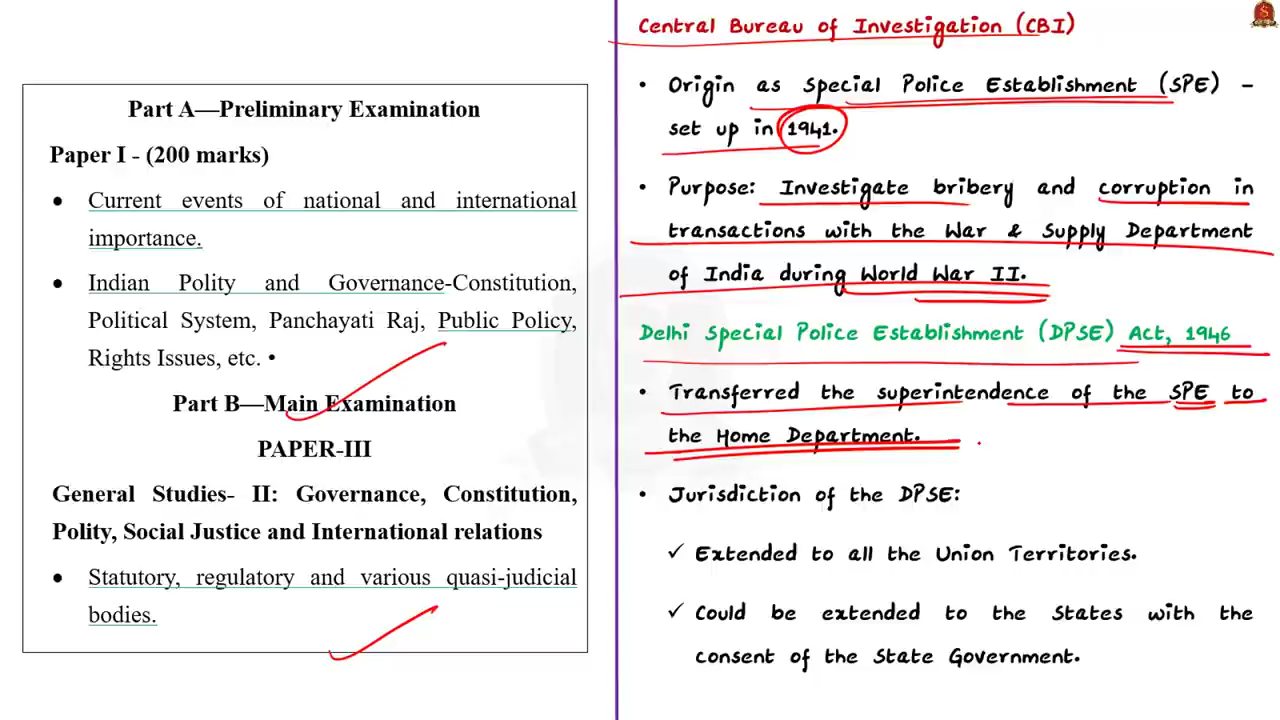 Part A—Preliminary Examination
Paper I - (200 marks)
• Current events of national and international
importance.
• Indian Polity and Governance-Constitution,
Political System, Panchayati Raj, Public Policy,
Rights Issues, etc. •
Part B—Main Examination
PAPER-III
General Studies- II: Governance, Constitution,
Polity, Social Justice and International relations
• Statutory, regulatory and various quasi-judicial
bodies.
Central Bureau of Investigation (CBI)
• Origin as Special Police Establishment (SPE) –
set up in 1941.
• Purpose: Investigate bribery and corruption in
transactions with the War & Supply Department
of India during World War II.
Delhi Special Police Establishment (DPSE) Act, 1946
• Transferred the superintendence of the SPE to
the Home Department.
• Jurisdiction of the DPSE:
✓ Extended to all the Union Territories.
✓ Could be extended to the States with the
consent of the State Government.